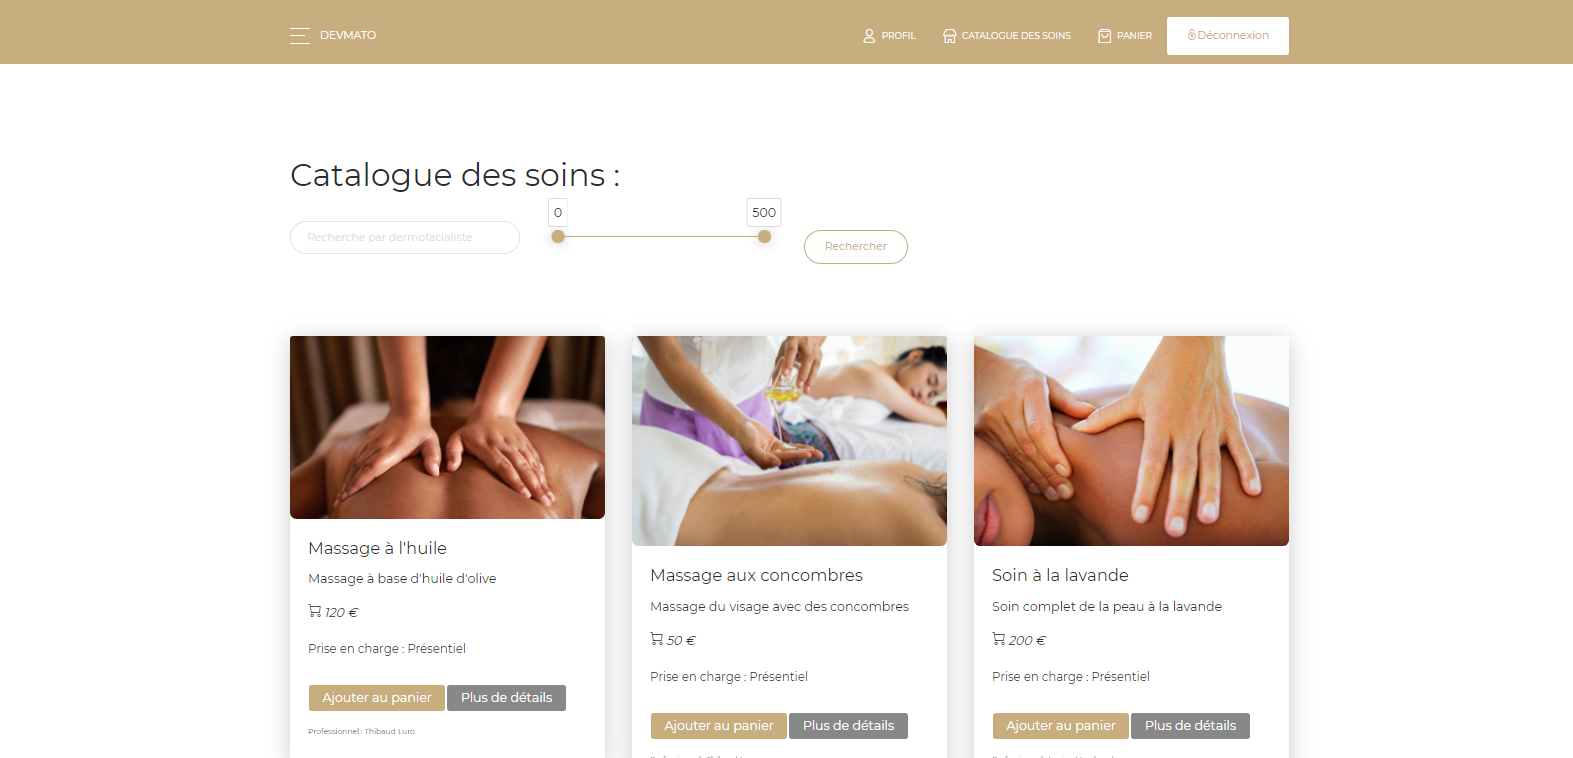 DEVMATO
PROFIL
CATALOGUE DES SOINS
PANIER
Déconnexion
Catalogue des soins :
Recherche par dermofacialiste
0
500
Rechercher
Massage à l'huile
Massage à base d'huile d'olive
120 €
Prise en charge : Présentiel
Ajouter au panier
Plus de détails
Professionnel : Thibaud Luro
Massage aux concombres
Massage du visage avec des concombres
50 €
Prise en charge : Présentiel
Ajouter au panier
Plus de détails
Soin à la lavande
Soin complet de la peau à la lavande
200 €
Prise en charge : Présentiel
Ajouter au panier
Plus de détails